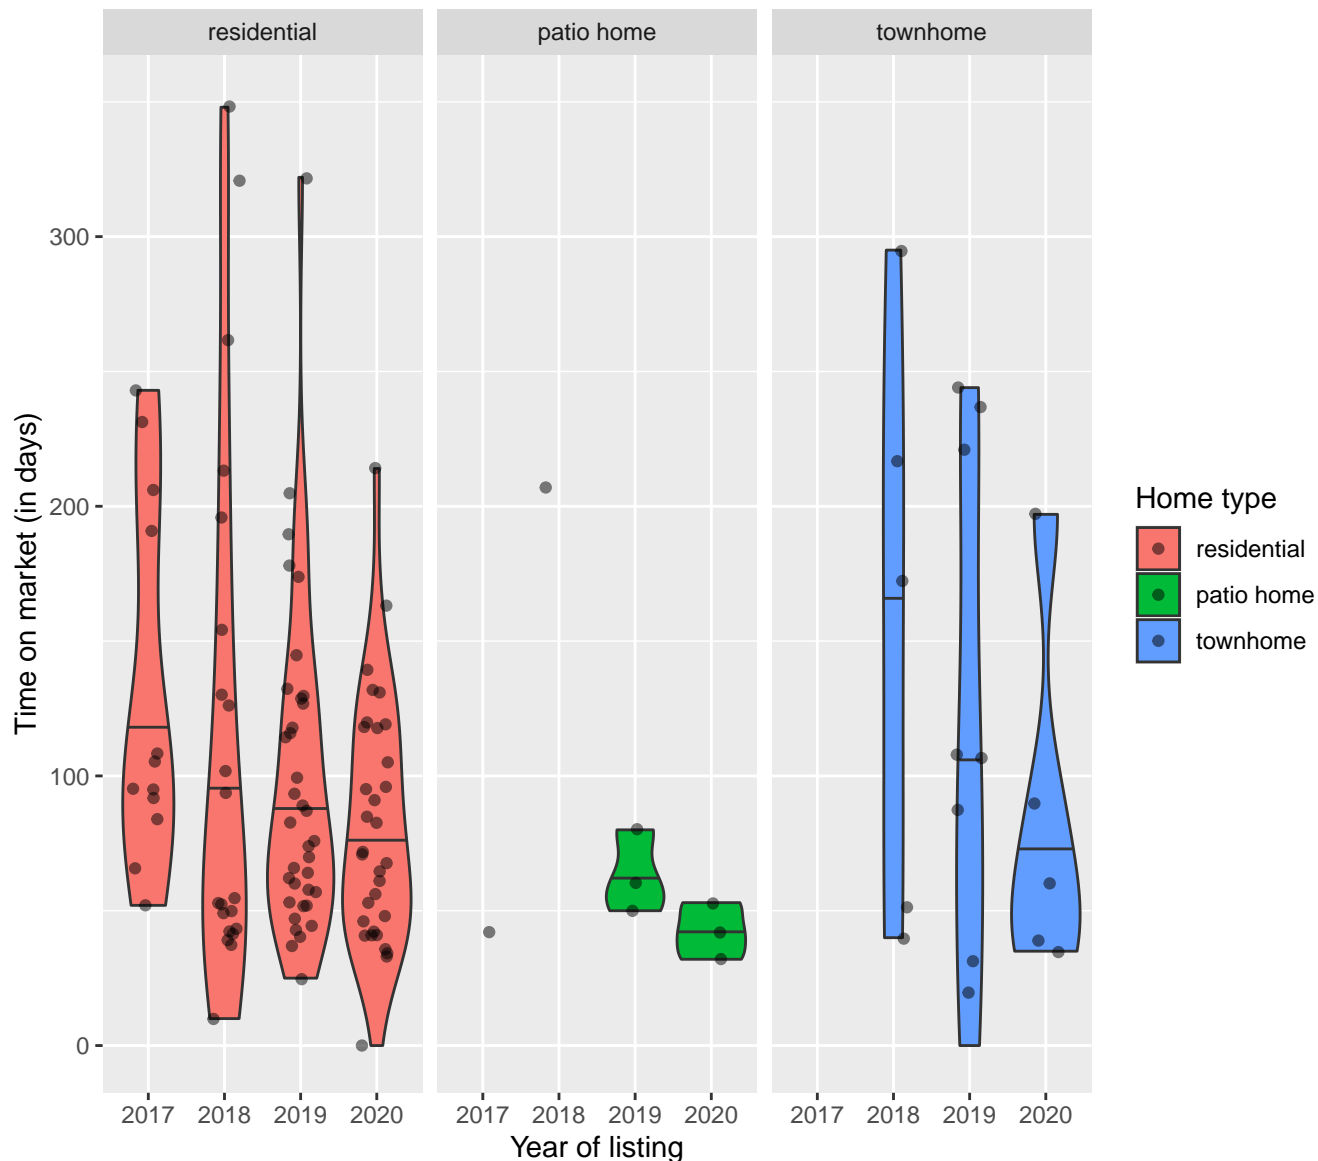 residential patio home townhome
300
200
100
0
Time on market (in days)
2017 2018 2019 2020 2017 2018 2019 2020 2017 2018 2019 2020
Year of listing
Home type
residential
patio home
townhome